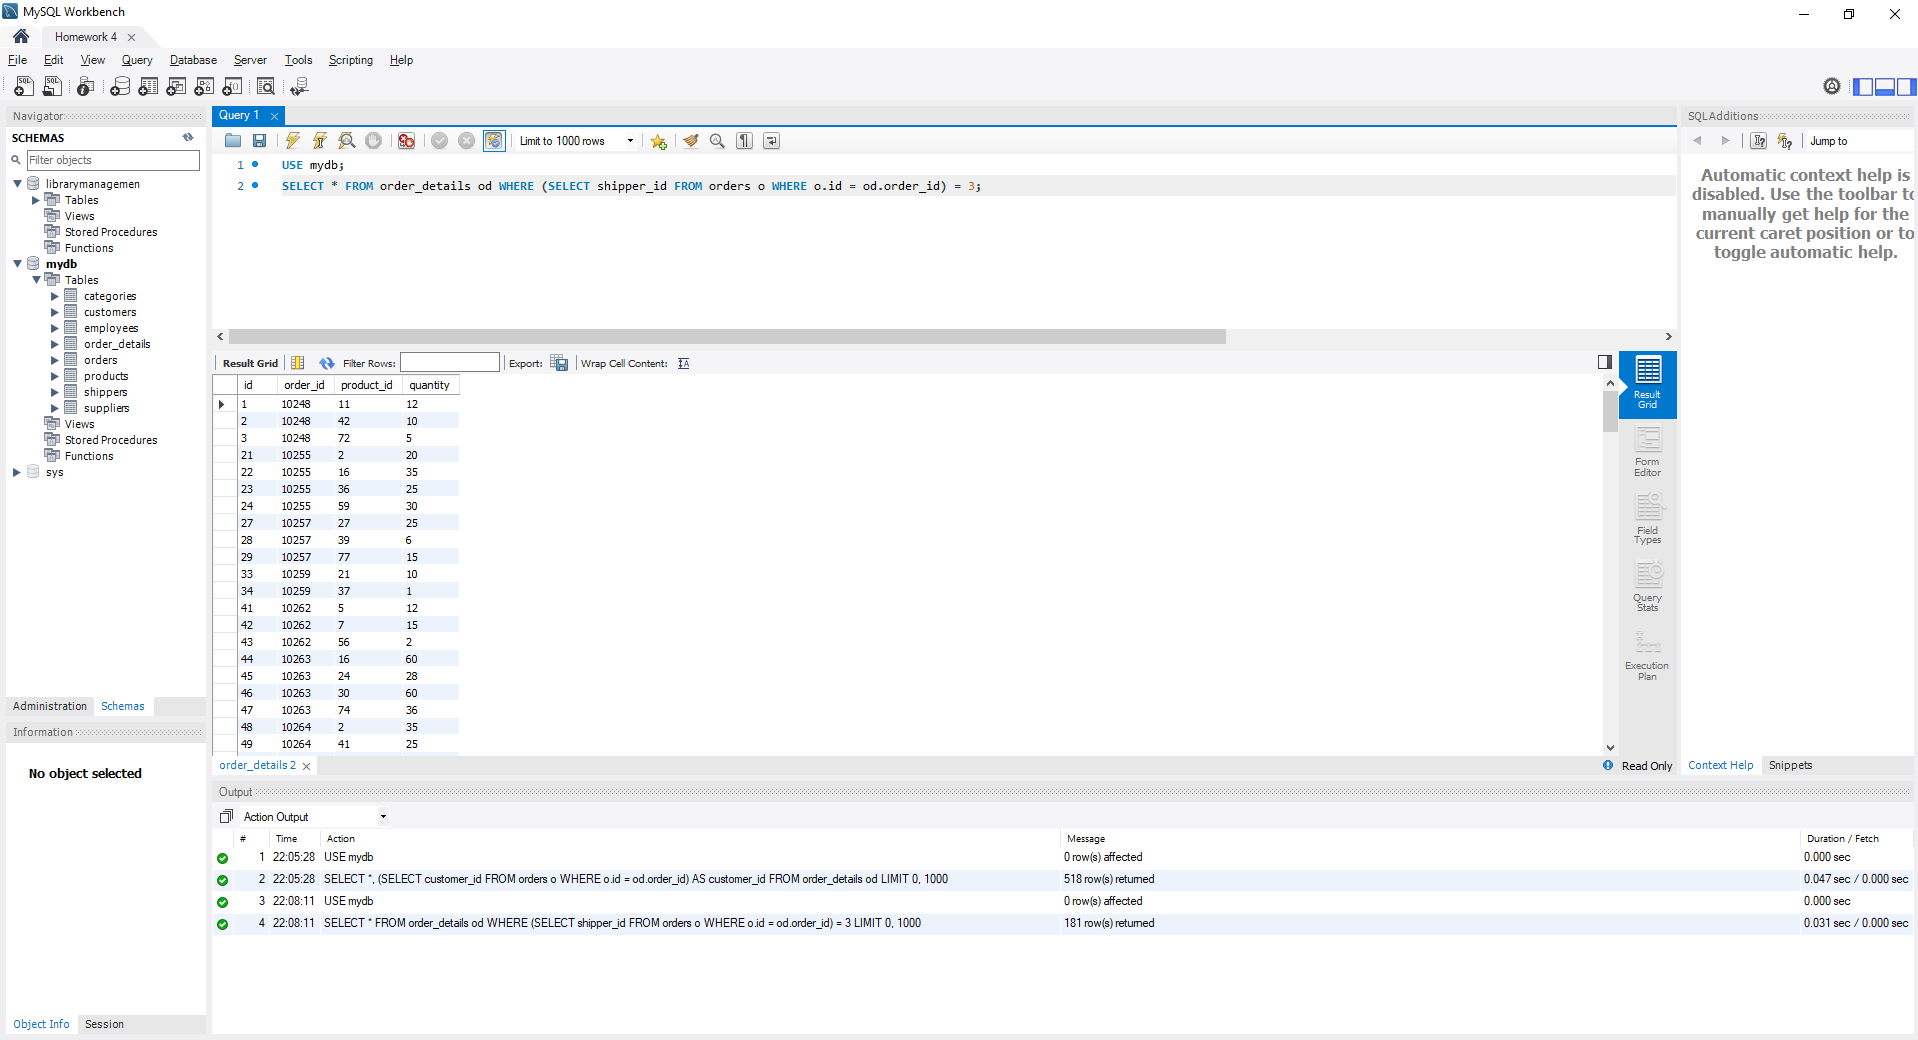 MySQL Workbench
Homework 4
File Edit View Query Database Server Tools Scripting Help
Navigator
SCHEMAS
Filter objects
librarymanagemen
Tables
Views
Stored Procedures
Functions
mydb
Tables
categories
customers
employees
order_details
orders
products
shippers
suppliers
Views
Stored Procedures
Functions
sys
Administration Schemas
Information
No object selected
Object Info Session
Query 1
Limit to 1000 rows
1 USE mydb;
2 SELECT * FROM order_details od WHERE (SELECT shipper_id FROM orders o WHERE o.id = od.order_id) = 3;
Result Grid Filter Rows: Export: Wrap Cell Content:
id order_id product_id quantity
1 10248 11 12
2 10248 42 10
3 10248 72 5
21 10255 2 20
22 10255 16 35
23 10255 36 25
24 10255 59 30
27 10257 27 25
28 10257 39 6
29 10257 77 15
33 10259 21 10
34 10259 37 1
41 10262 5 12
42 10262 7 15
43 10262 56 2
44 10263 16 60
45 10263 24 28
46 10263 30 60
47 10263 74 36
48 10264 2 35
49 10264 41 25
Result
Grid
Form
Editor
Field
Types
Query
Stats
Execution
Plan
order_details 2
Read Only
SQLAdditions
Jump to
Automatic context help is
disabled. Use the toolbar to
manually get help for the
current caret position or to
toggle automatic help.
Context Help Snippets
Output
Action Output
# Time Action Message Duration / Fetch
1 22:05:28 USE mydb 0 row(s) affected 0.000 sec
2 22:05:28 SELECT *, (SELECT customer_id FROM orders o WHERE o.id = od.order_id) AS customer_id FROM order_details od LIMIT 0, 1000 518 row(s) returned 0.047 sec / 0.000 sec
3 22:08:11 USE mydb 0 row(s) affected 0.000 sec
4 22:08:11 SELECT * FROM order_details od WHERE (SELECT shipper_id FROM orders o WHERE o.id = od.order_id) = 3 LIMIT 0, 1000 181 row(s) returned 0.031 sec / 0.000 sec